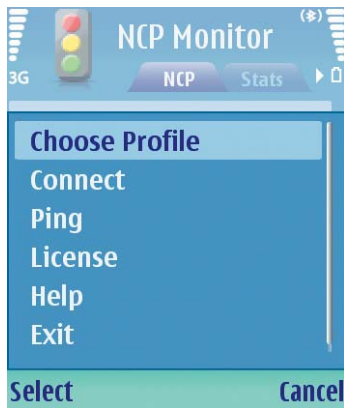 NCP Monitor
3G
NCP Stats
Choose Profile
Connect
Ping
License
Help
Exit
Select Cancel